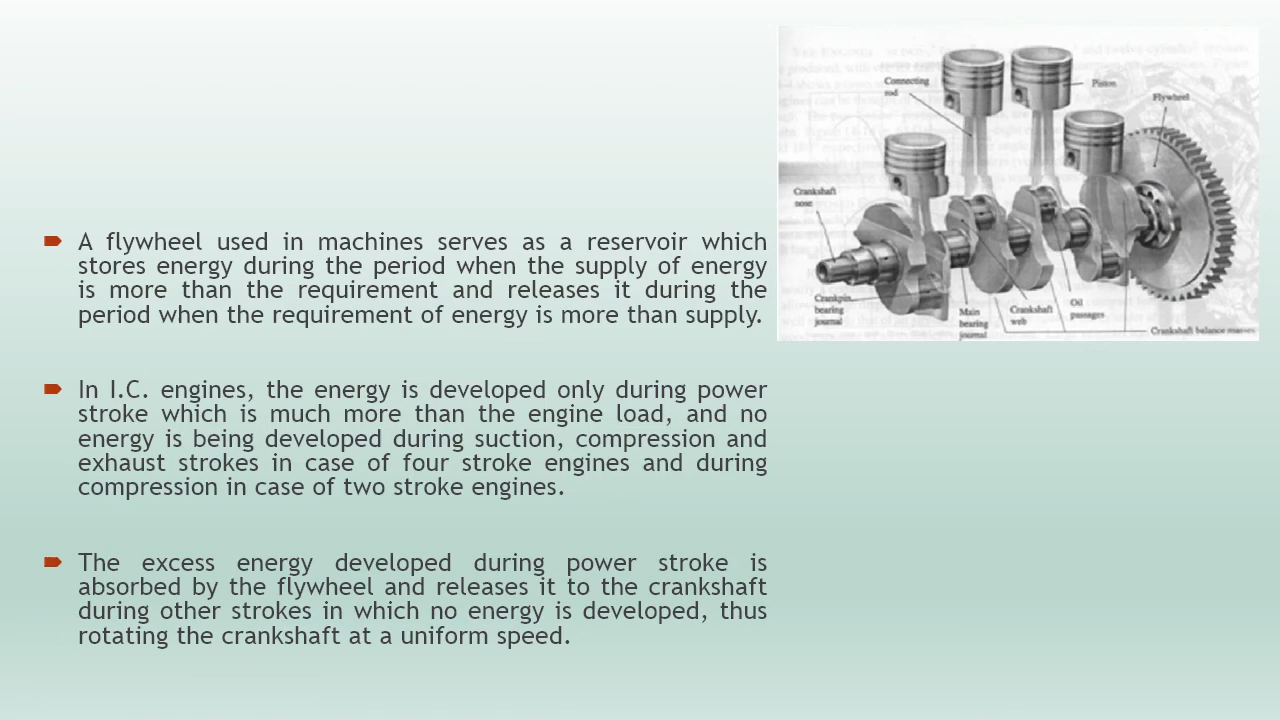 A flywheel used in machines serves as a reservoir which
stores energy during the period when the supply of energy
is more than the requirement and releases it during the
period when the requirement of energy is more than supply.
In I.C. engines, the energy is developed only during power
stroke which is much more than the engine load, and no
energy is being developed during suction, compression and
exhaust strokes in case of four stroke engines and during
compression in case of two stroke engines.
The excess energy developed during power stroke is
absorbed by the flywheel and releases it to the crankshaft
during other strokes in which no energy is developed, thus
rotating the crankshaft at a uniform speed.
Connecting
rod
Piston
Flywheel
Crankshaft
nose
Crankpin
bearing
journal
Main
bearing
journal
Crankshaft
web
Oil
passages
Crankshaft balance masses